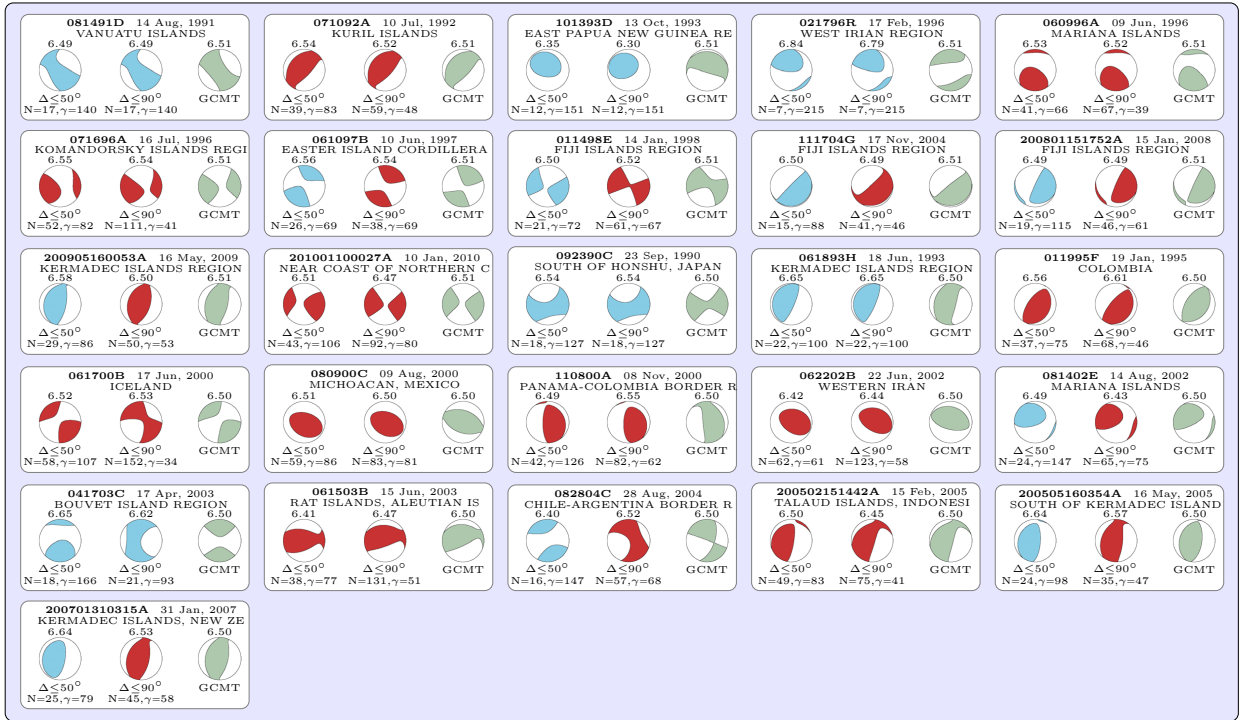 081491D 14 Aug, 1991
VANUATU ISLANDS
6.49 6.49 6.51
Δ≤50° Δ≤90° GCMT
N=17,γ=140 N=17,γ=140
071092A 10 Jul, 1992
KURIL ISLANDS
6.54 6.52 6.51
Δ≤50° Δ≤90° GCMT
N=39,γ=83 N=59,γ=48
101393D 13 Oct, 1993
EAST PAPUA NEW GUINEA RE
6.35 6.30 6.51
Δ≤50° Δ≤90° GCMT
N=12,γ=151 N=12,γ=151
021796R 17 Feb, 1996
WEST IRIAN REGION
6.84 6.79 6.51
Δ≤50° Δ≤90° GCMT
N=7,γ=215 N=7,γ=215
060996A 09 Jun, 1996
MARIANA ISLANDS
6.53 6.52 6.51
Δ≤50° Δ≤90° GCMT
N=41,γ=66 N=67,γ=39
071696A 16 Jul, 1996
KOMANDORSKY ISLANDS REGI
6.55 6.54 6.51
Δ≤50° Δ≤90° GCMT
N=52,γ=82 N=111,γ=41
061097B 10 Jun, 1997
EASTER ISLAND CORDILLERA
6.56 6.54 6.51
Δ≤50° Δ≤90° GCMT
N=26,γ=69 N=38,γ=69
011498E 14 Jan, 1998
FIJI ISLANDS REGION
6.50 6.52 6.51
Δ≤50° Δ≤90° GCMT
N=21,γ=72 N=61,γ=67
111704G 17 Nov, 2004
FIJI ISLANDS REGION
6.50 6.49 6.51
Δ≤50° Δ≤90° GCMT
N=15,γ=88 N=41,γ=46
200801151752A 15 Jan, 2008
FIJI ISLANDS REGION
6.49 6.49 6.51
Δ≤50° Δ≤90° GCMT
N=19,γ=115 N=46,γ=61
200905160053A 16 May, 2009
KERMADEC ISLANDS REGION
6.58 6.50 6.51
Δ≤50° Δ≤90° GCMT
N=29,γ=86 N=50,γ=53
201001100027A 10 Jan, 2010
NEAR COAST OF NORTHERN C
6.51 6.47 6.51
Δ≤50° Δ≤90° GCMT
N=43,γ=106 N=92,γ=80
092390C 23 Sep, 1990
SOUTH OF HONSHU, JAPAN
6.54 6.54 6.50
Δ≤50° Δ≤90° GCMT
N=18,γ=127 N=18,γ=127
061893H 18 Jun, 1993
KERMADEC ISLANDS REGION
6.65 6.65 6.50
Δ≤50° Δ≤90° GCMT
N=22,γ=100 N=22,γ=100
011995F 19 Jan, 1995
COLOMBIA
6.56 6.61 6.50
Δ≤50° Δ≤90° GCMT
N=37,γ=75 N=68,γ=46
061700B 17 Jun, 2000
ICELAND
6.52 6.53 6.50
Δ≤50° Δ≤90° GCMT
N=58,γ=107 N=152,γ=34
080900C 09 Aug, 2000
MICHOACAN, MEXICO
6.51 6.50 6.50
Δ≤50° Δ≤90° GCMT
N=59,γ=86 N=83,γ=81
110800A 08 Nov, 2000
PANAMA-COLOMBIA BORDER R
6.49 6.55 6.50
Δ≤50° Δ≤90° GCMT
N=42,γ=126 N=82,γ=62
062202B 22 Jun, 2002
WESTERN IRAN
6.42 6.44 6.50
Δ≤50° Δ≤90° GCMT
N=62,γ=61 N=123,γ=58
081402E 14 Aug, 2002
MARIANA ISLANDS
6.49 6.43 6.50
Δ≤50° Δ≤90° GCMT
N=24,γ=147 N=65,γ=75
041703C 17 Apr, 2003
BOUVET ISLAND REGION
6.65 6.62 6.50
Δ≤50° Δ≤90° GCMT
N=18,γ=166 N=21,γ=93
061503B 15 Jun, 2003
RAT ISLANDS, ALEUTIAN IS
6.41 6.47 6.50
Δ≤50° Δ≤90° GCMT
N=38,γ=77 N=131,γ=51
082804C 28 Aug, 2004
CHILE-ARGENTINA BORDER R
6.40 6.52 6.50
Δ≤50° Δ≤90° GCMT
N=16,γ=147 N=57,γ=68
200502151442A 15 Feb, 2005
TALAUD ISLANDS, INDONESI
6.50 6.45 6.50
Δ≤50° Δ≤90° GCMT
N=49,γ=83 N=75,γ=41
200505160354A 16 May, 2005
SOUTH OF KERMADEC ISLAND
6.64 6.57 6.50
Δ≤50° Δ≤90° GCMT
N=24,γ=98 N=35,γ=47
200701310315A 31 Jan, 2007
KERMADEC ISLANDS, NEW ZE
6.64 6.53 6.50
Δ≤50° Δ≤90° GCMT
N=25,γ=79 N=45,γ=58